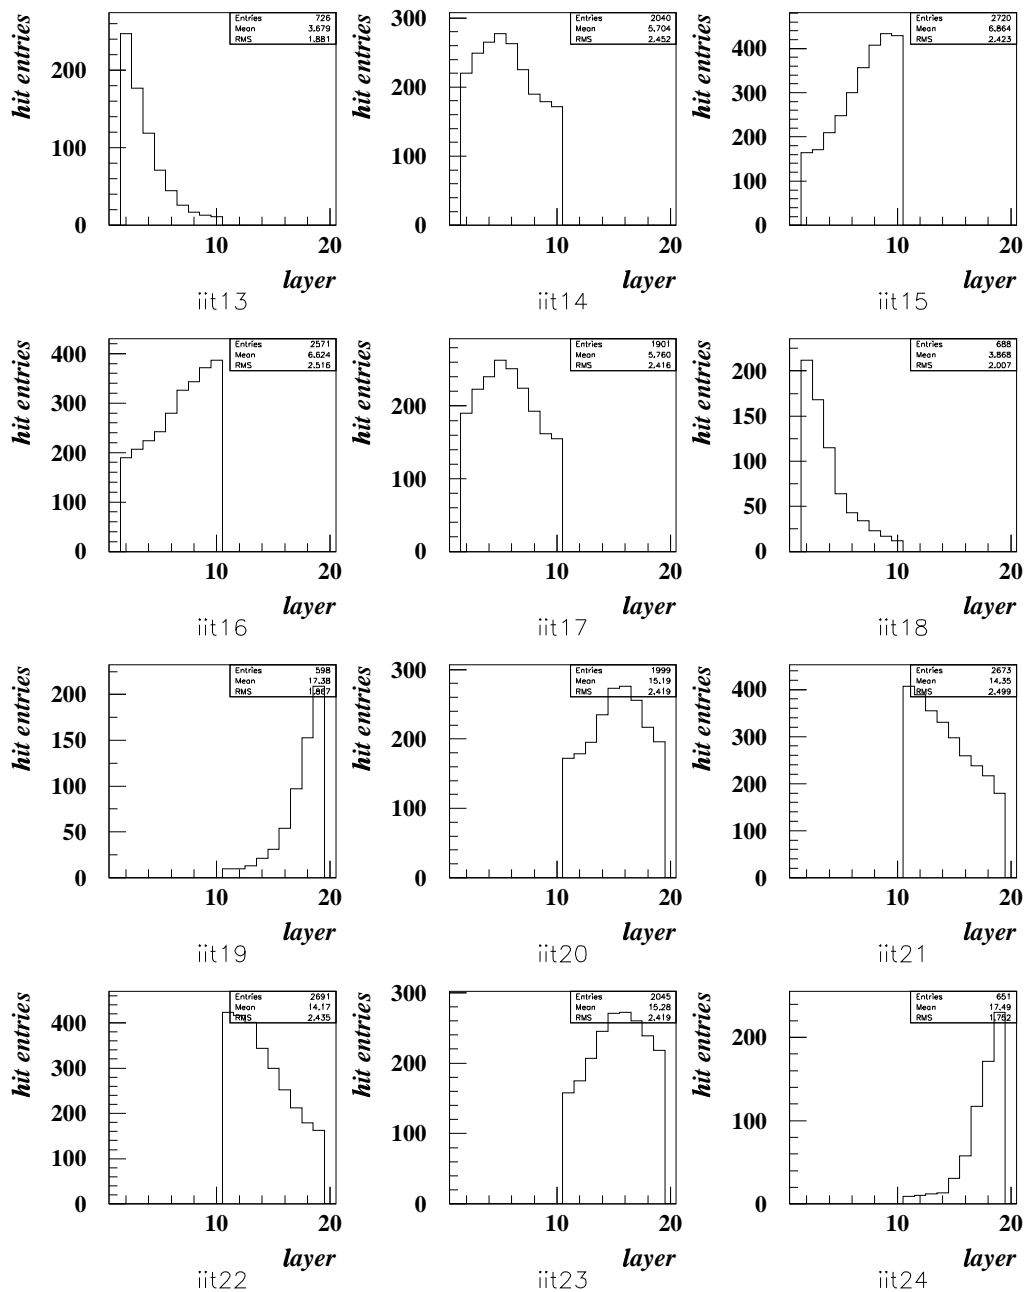 Entries 726
Mean 3.679
RMS 1.881
hit entries
200
100
0
10 20
layer
iit13
Entries 2040
Mean 5.704
RMS 2.452
hit entries
300
200
100
0
10 20
layer
iit14
Entries 2720
Mean 6.864
RMS 2.423
hit entries
400
300
200
100
0
10 20
layer
iit15
Entries 2571
Mean 6.624
RMS 2.516
hit entries
400
300
200
100
0
10 20
layer
iit16
Entries 1901
Mean 5.760
RMS 2.416
hit entries
200
100
0
10 20
layer
iit17
Entries 688
Mean 3.868
RMS 2.007
hit entries
200
150
100
50
0
10 20
layer
iit18
Entries 598
Mean 17.38
RMS 1.867
hit entries
200
150
100
50
0
10 20
layer
iit19
Entries 1999
Mean 15.19
RMS 2.419
hit entries
300
200
100
0
10 20
layer
iit20
Entries 2673
Mean 14.35
RMS 2.499
hit entries
400
300
200
100
0
10 20
layer
iit21
Entries 2691
Mean 14.17
RMS 2.435
hit entries
400
300
200
100
0
10 20
layer
iit22
Entries 2045
Mean 15.28
RMS 2.419
hit entries
300
200
100
0
10 20
layer
iit23
Entries 651
Mean 17.49
RMS 1.752
hit entries
200
100
0
10 20
layer
iit24